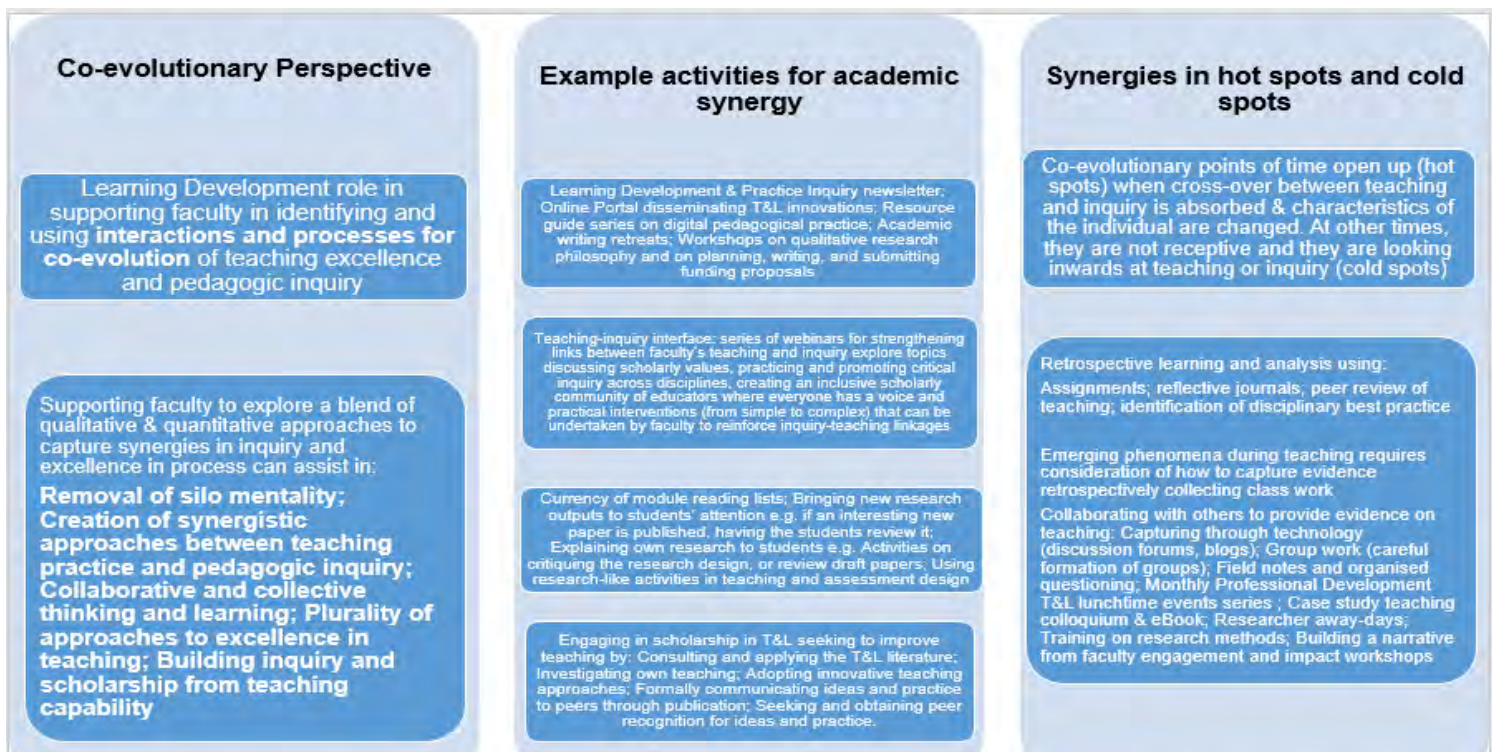 Co-evolutionary Perspective
Learning Development role in
supporting faculty in identifying and
using interactions and processes for
co-evolution of teaching excellence
and pedagogic inquiry
Supporting faculty to explore a blend of
qualitative & quantitative approaches to
capture synergies in inquiry and
excellence in process can assist in:
Removal of silo mentality;
Creation of synergistic
approaches between teaching
practice and pedagogic inquiry;
Collaborative and collective
thinking and learning; Plurality of
approaches to excellence in
teaching; Building inquiry and
scholarship from teaching
capability
Example activities for academic
synergy
Learning Development & Practice Inquiry newsletter;
Online Portal disseminating T&L innovations; Resource
guide series on digital pedagogical practice; Academic
writing retreats; Workshops on qualitative research
philosophy and on planning, writing, and submitting
funding proposals
Teaching-inquiry interface: series of webinars for strengthening
links between faculty's teaching and inquiry explore topics
discussing scholarly values, practicing and promoting critical
inquiry across disciplines, creating an inclusive scholarly
community of educators where everyone has a voice and
practical interventions (from simple to complex) that can be
undertaken by faculty to reinforce inquiry-teaching linkages
Currency of module reading lists; Bringing new research
outputs to students' attention e.g. if an interesting new
paper is published, having the students review it;
Explaining own research to students e.g. Activities on
critiquing the research design, or review draft papers; Using
research-like activities in teaching and assessment design
Engaging in scholarship in T&L seeking to improve
teaching by: Consulting and applying the T&L literature;
Investigating own teaching; Adopting innovative teaching
approaches; Formally communicating ideas and practice
to peers through publication; Seeking and obtaining peer
recognition for ideas and practice.
Synergies in hot spots and cold
spots
Co-evolutionary points of time open up (hot
spots) when cross-over between teaching
and inquiry is absorbed & characteristics of
the individual are changed. At other times,
they are not receptive and they are looking
inwards at teaching or inquiry (cold spots)
Retrospective learning and analysis using:
Assignments; reflective journals; peer review of
teaching; identification of disciplinary best practice
Emerging phenomena during teaching requires
consideration of how to capture evidence
retrospectively collecting class work
Collaborating with others to provide evidence on
teaching: Capturing through technology
(discussion forums, blogs); Group work (careful
formation of groups); Field notes and organised
questioning; Monthly Professional Development
T&L lunchtime events series ; Case study teaching
colloquium & eBook; Researcher away-days;
Training on research methods; Building a narrative
from faculty engagement and impact workshops